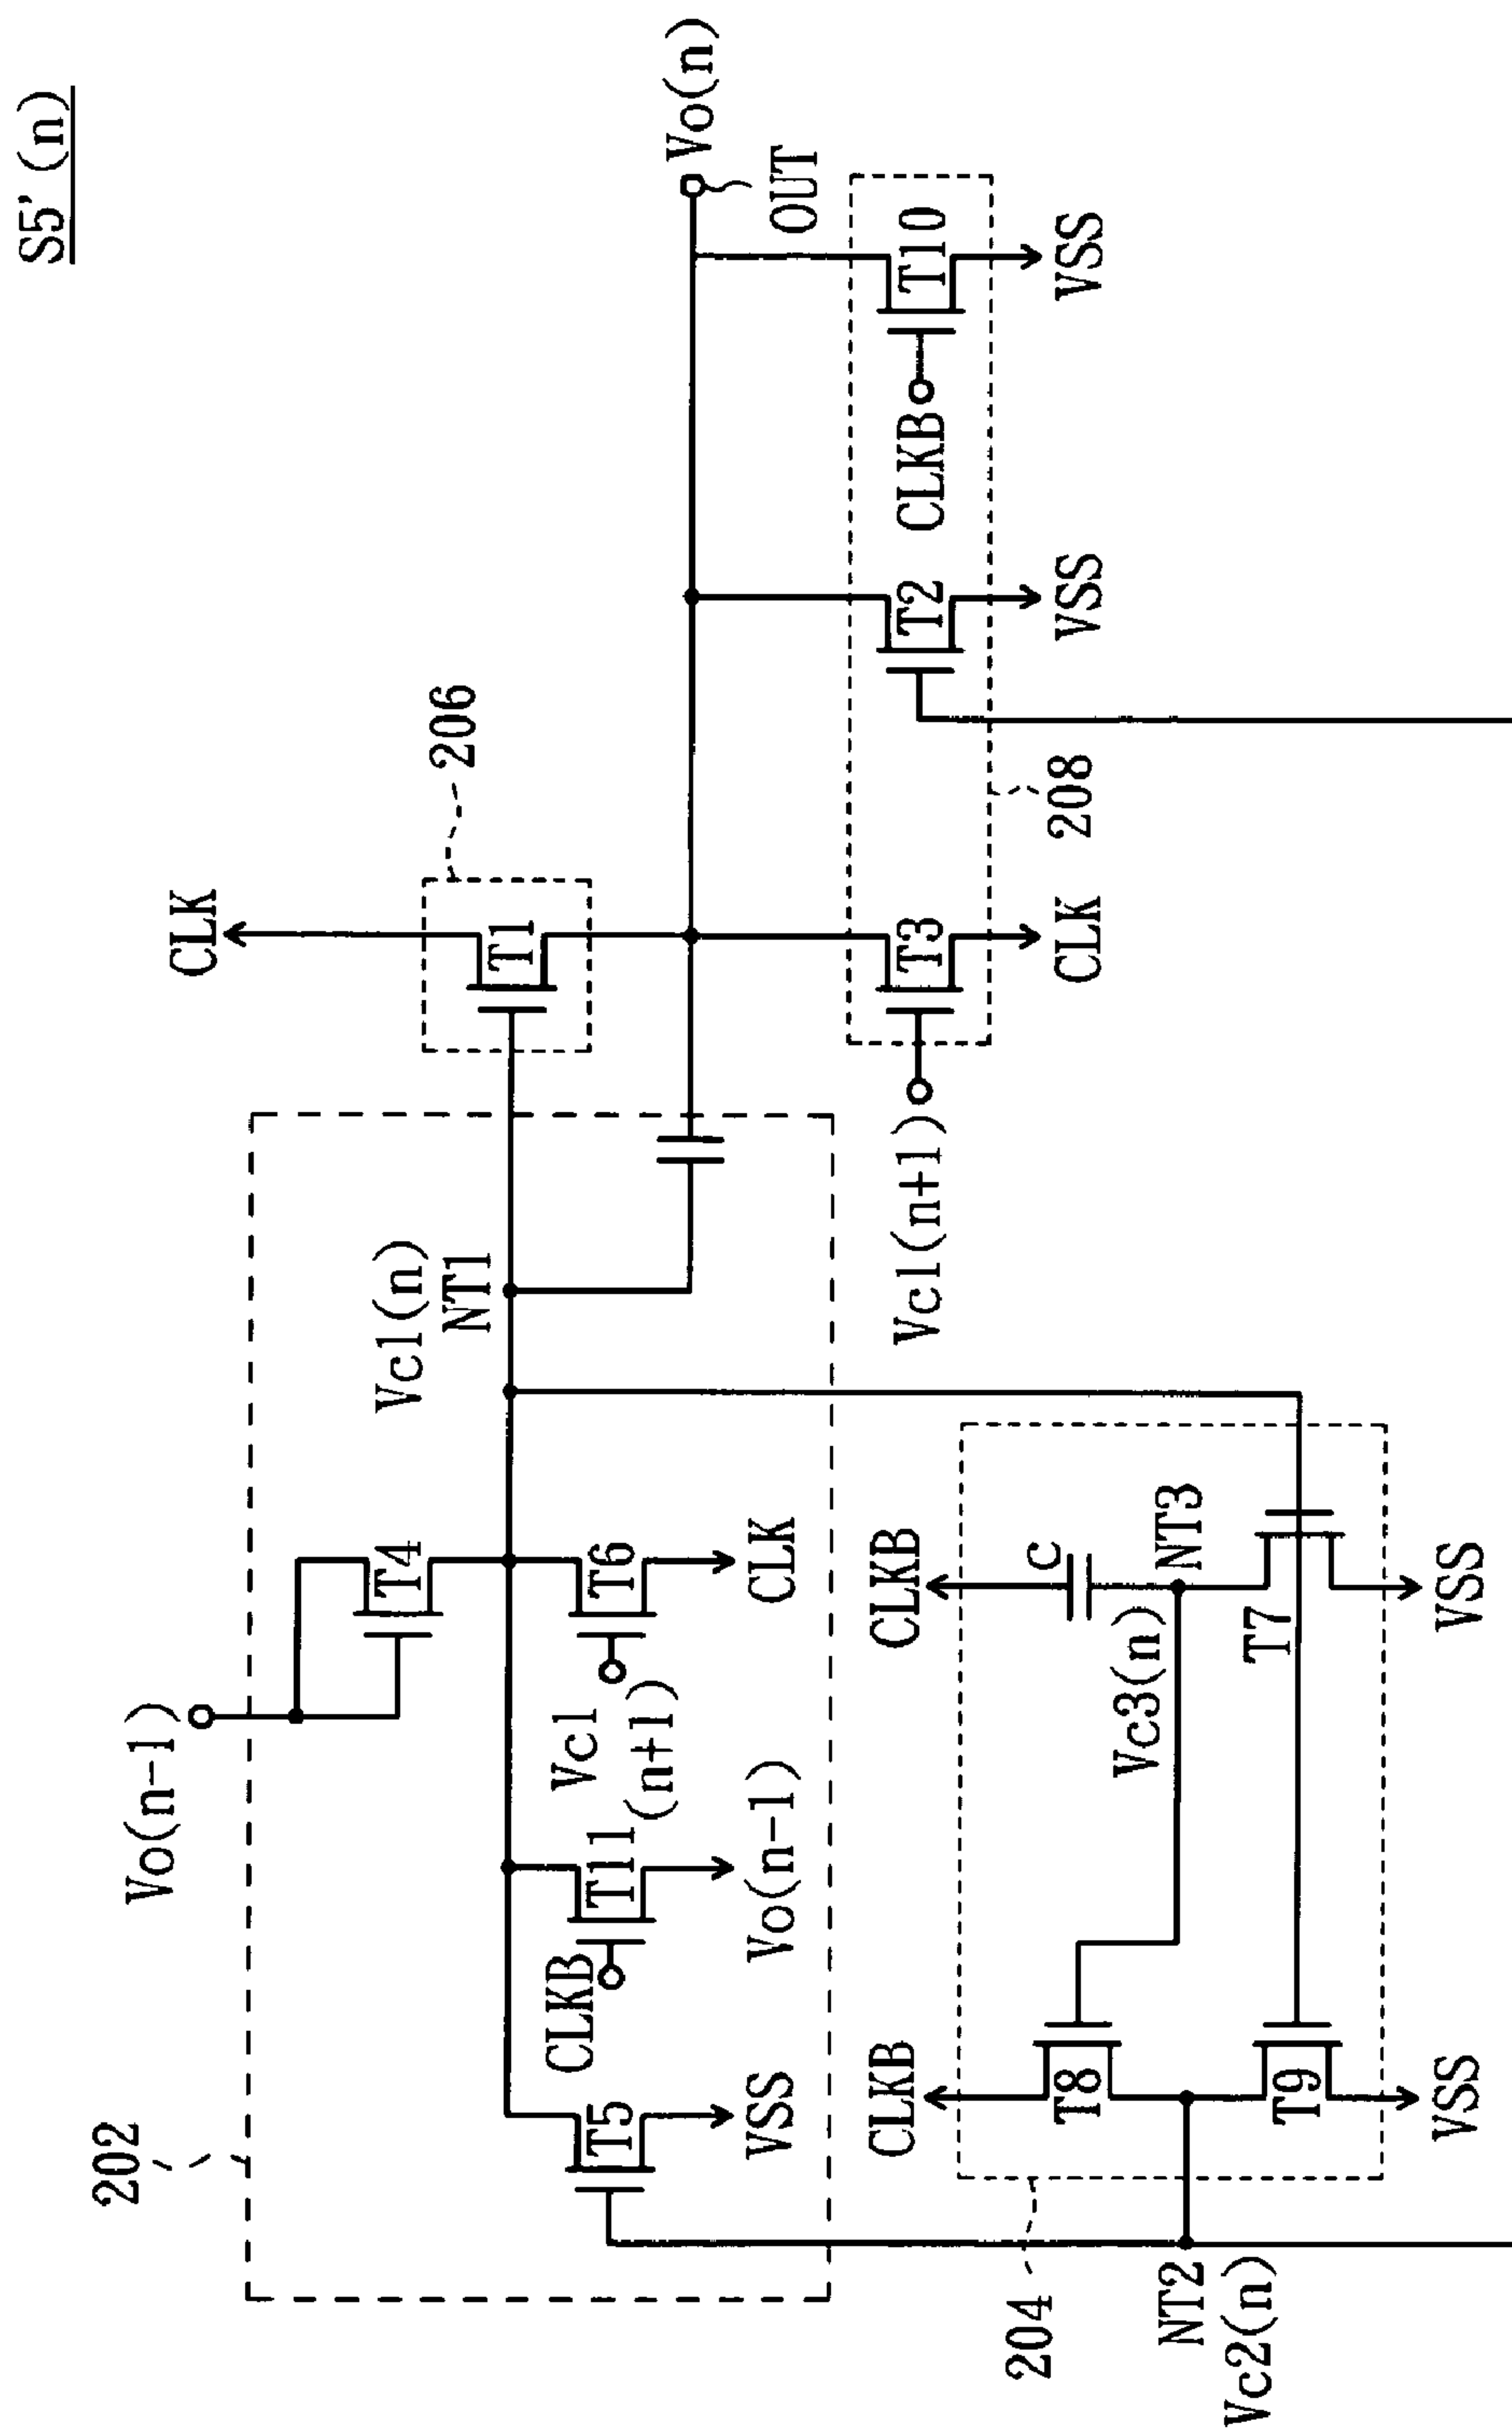 S5'(n)
Vo(n-1)
CLK
206
T1
202
T4
Vc1(n)
NT1
Vo(n)
OUT
T5
VSS
CLKB
T11
Vo(n-1)
Vc1
(n+1)
T6
CLK
Vc1(n+1)
T3
CLK
208
T2
VSS
CLKB
T10
VSS
204
CLKB
T8
T9
VSS
NT2
Vc2(n)
CLKB
C
Vc3(n)
NT3
T7
VSS